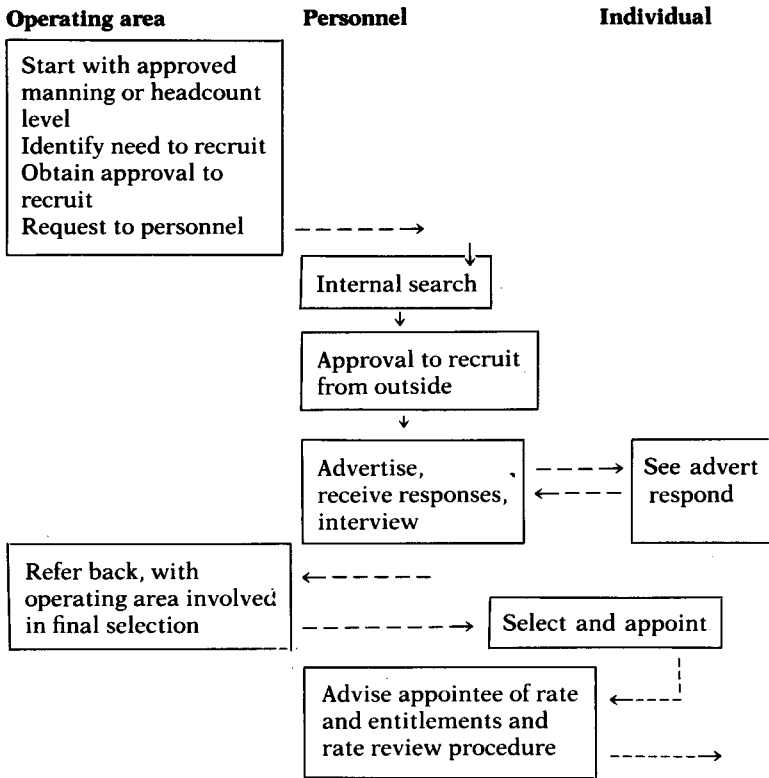 Operating area Personnel Individual
Start with approved
manning or headcount
level
Identify need to recruit
Obtain approval to
recruit
Request to personnel
Internal search
Approval to recruit
from outside
Advertise,
receive responses,
interview
See advert
respond
Refer back, with
operating area involved
in final selection
Select and appoint
Advise appointee of rate
and entitlements and
rate review procedure